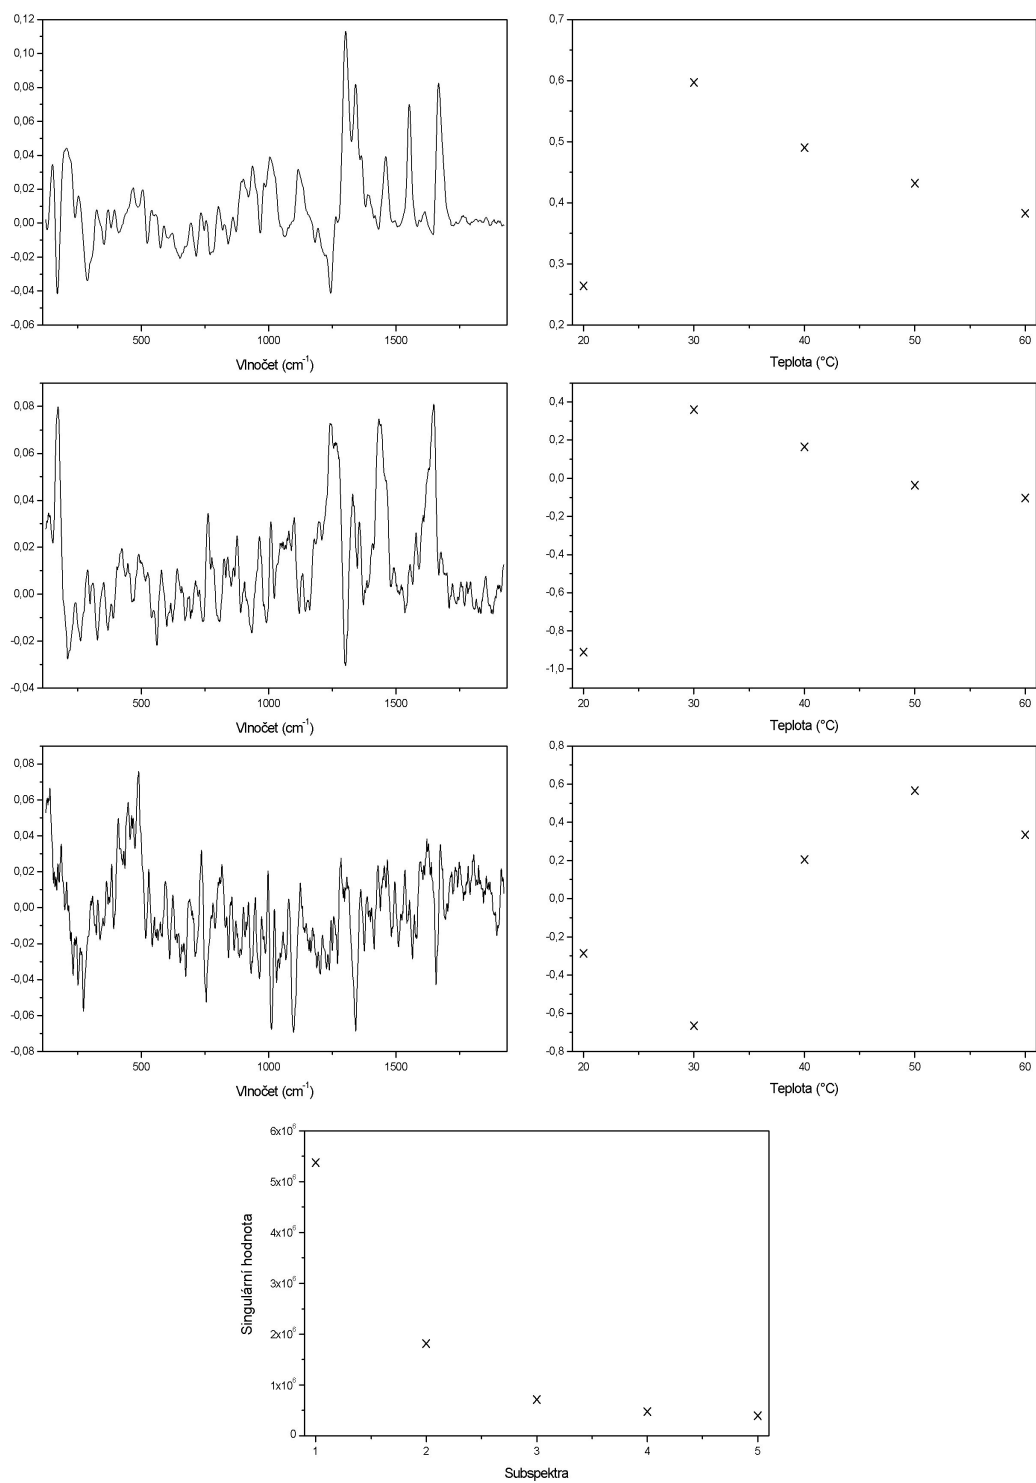 0,12
0,10
0,08
0,06
0,04
0,02
0,00
-0,02
-0,04
-0,06
500 1000 1500
Vlnočet (cm⁻¹)
0,7
0,6
0,5
0,4
0,3
0,2
20 30 40 50 60
Teplota (°C)
0,08
0,06
0,04
0,02
0,00
-0,02
-0,04
500 1000 1500
Vlnočet (cm⁻¹)
0,4
0,2
0,0
-0,2
-0,4
-0,6
-0,8
-1,0
20 30 40 50 60
Teplota (°C)
0,08
0,06
0,04
0,02
0,00
-0,02
-0,04
-0,06
-0,08
500 1000 1500
Vlnočet (cm⁻¹)
0,8
0,6
0,4
0,2
0,0
-0,2
-0,4
-0,6
-0,8
20 30 40 50 60
Teplota (°C)
Singulární hodnota
6x10⁶
5x10⁶
4x10⁶
3x10⁶
2x10⁶
1x10⁶
0
1 2 3 4 5
Subspektra